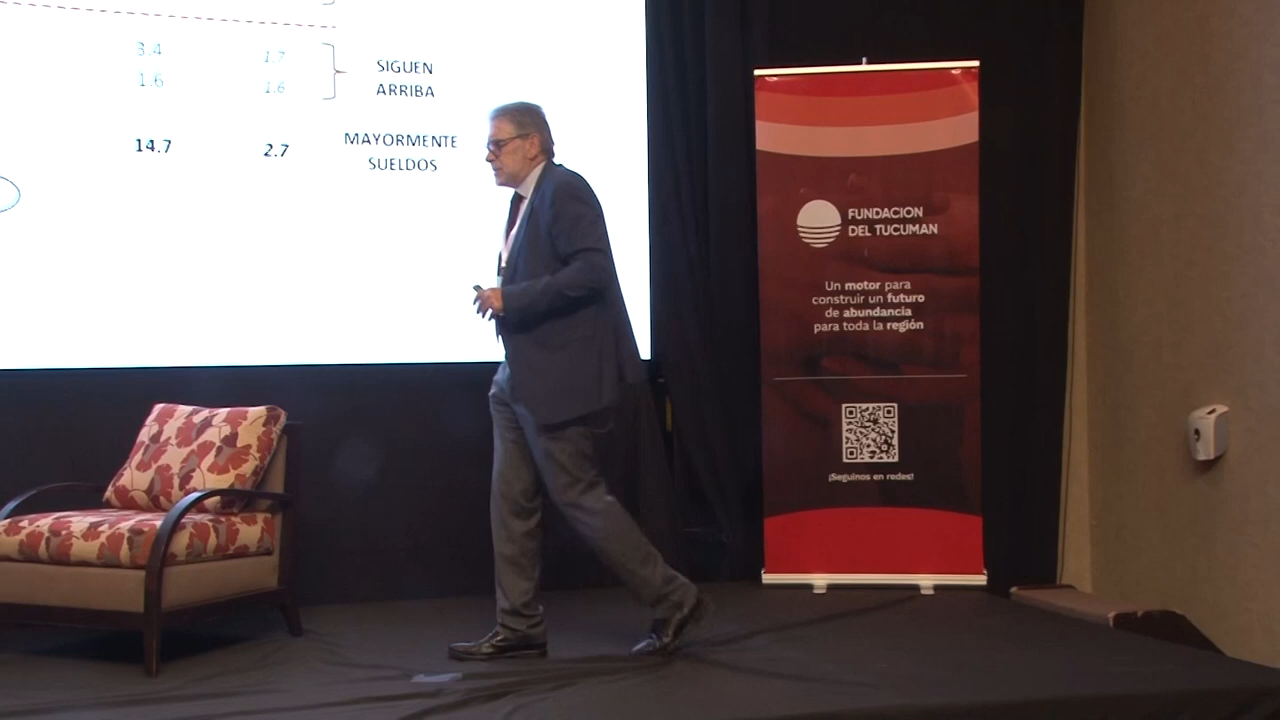 3.4 1.7
SIGUEN
ARRIBA
1.6 1.6
14.7 2.7
MAYORMENTE
SUELDOS
FUNDACION
DEL TUCUMAN
Un motor para
construir un futuro
de abundancia
para toda la región
¡Seguinos en redes!